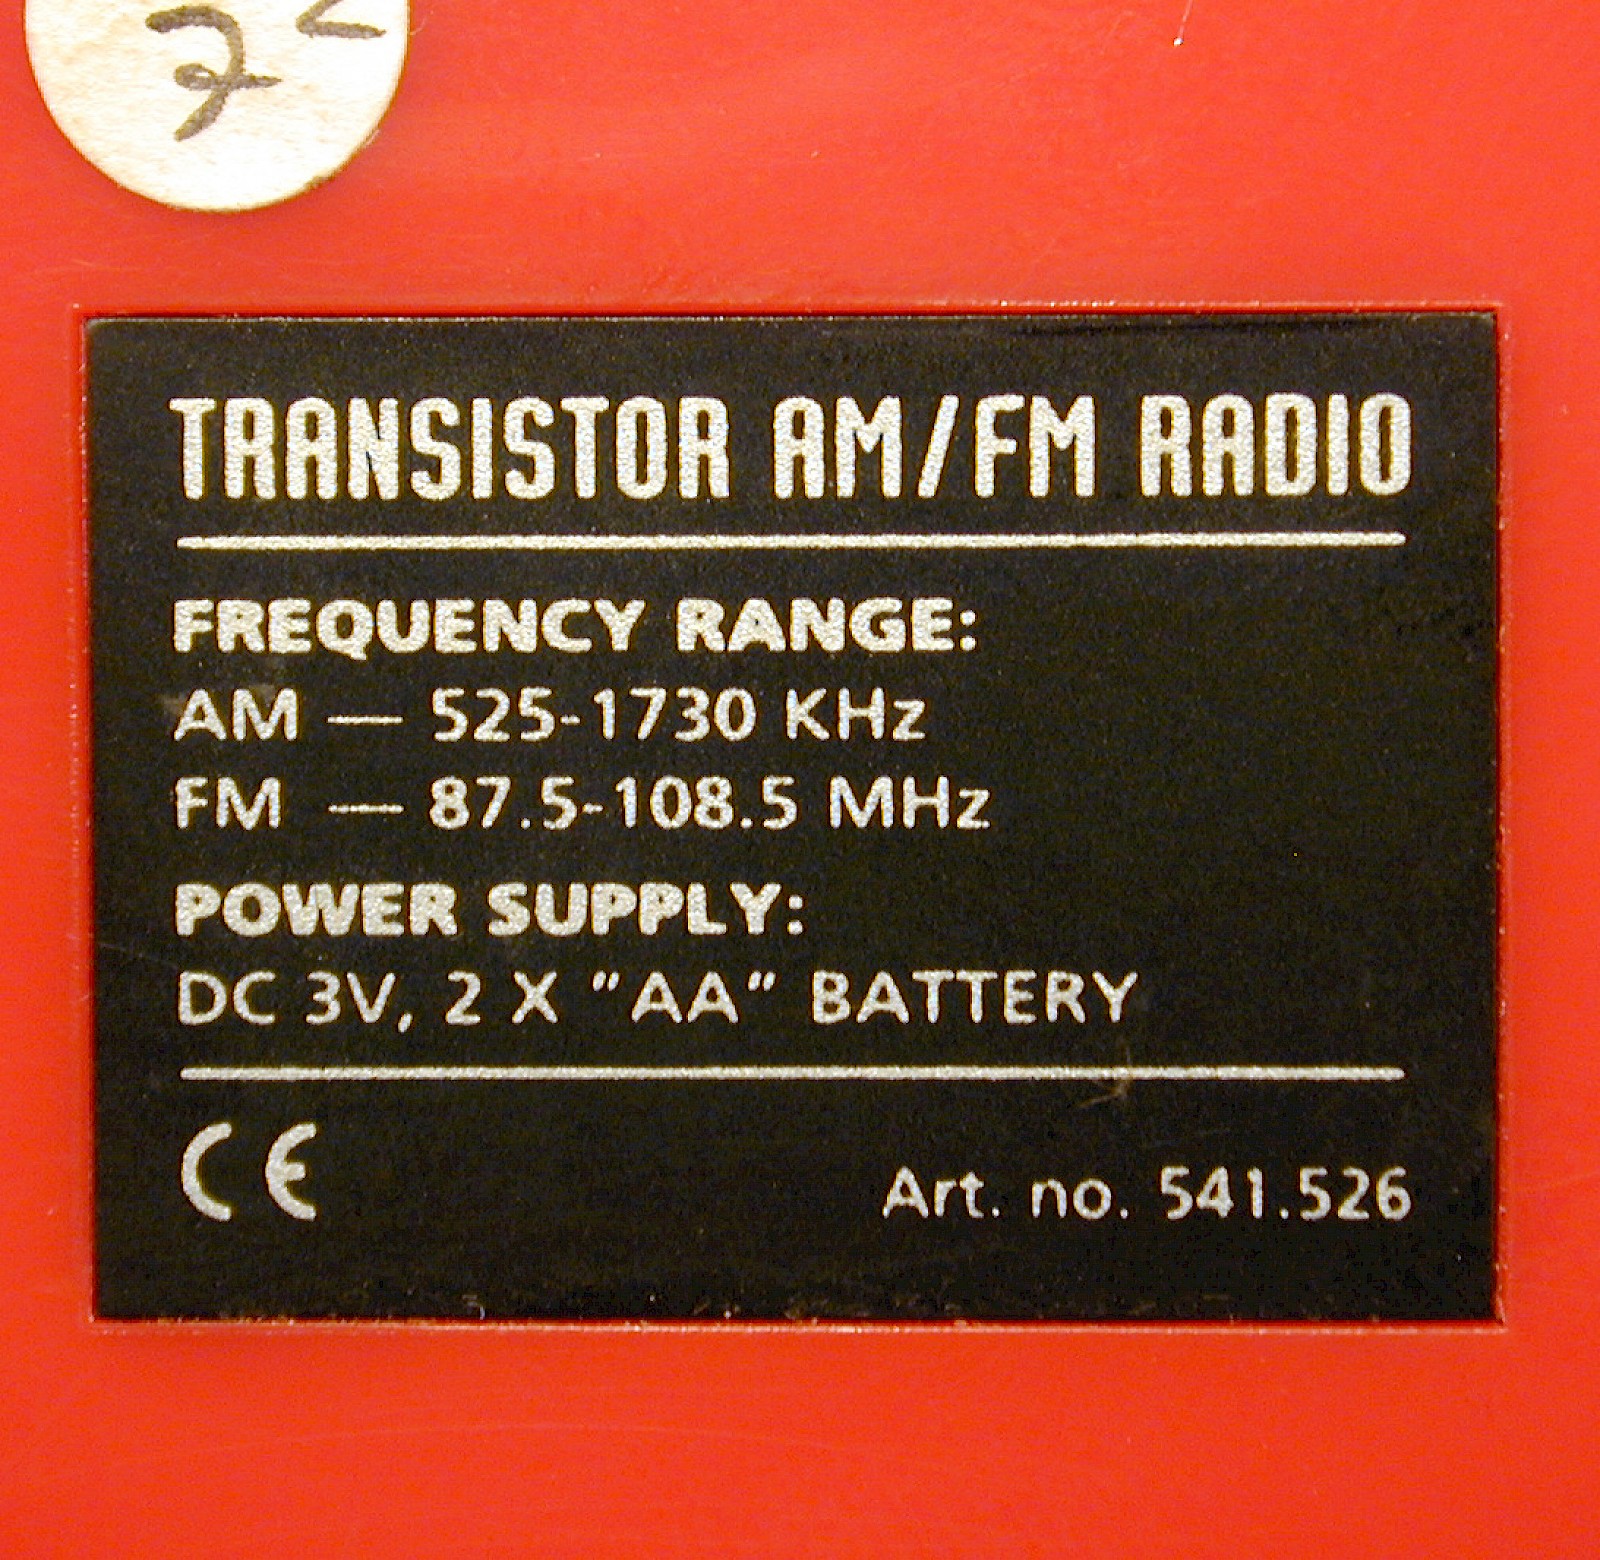 7
TRANSISTOR AM/FM RADIO
FREQUENCY RANGE:
AM — 525-1730 KHz
FM — 87.5-108.5 MHz
POWER SUPPLY:
DC 3V, 2 X "AA" BATTERY
CE
Art. no. 541.526